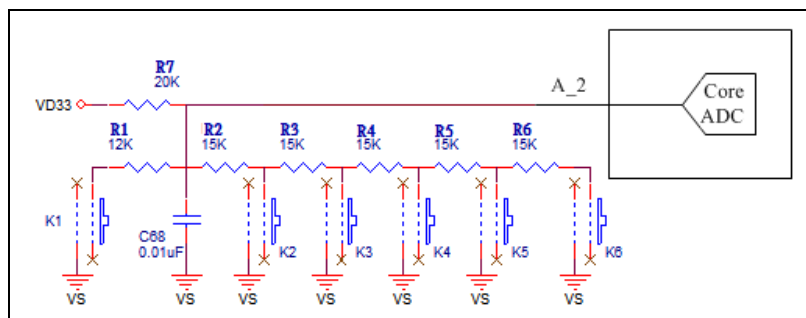 R7
20K
A_2
Core
ADC
VD33
R1
12K
R2
15K
R3
15K
R4
15K
R5
15K
R6
15K
K1
C68
0.01uF
K2
K3
K4
K5
K6
VS
VS
VS
VS
VS
VS
VS